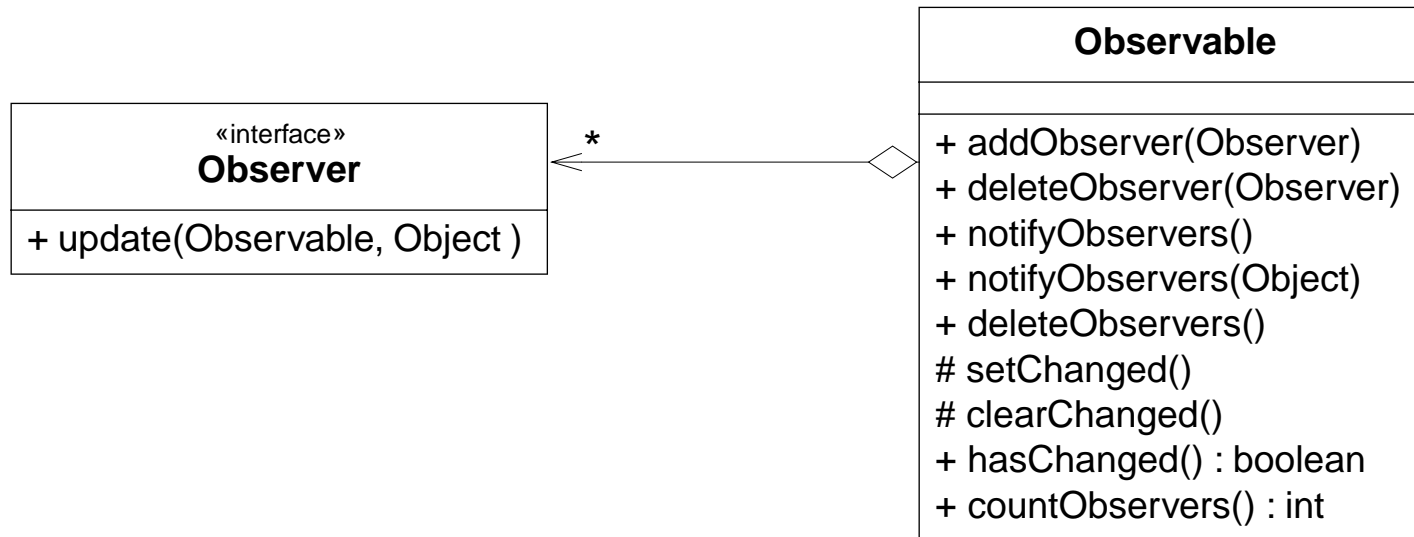 «interface»
Observer
+ update(Observable, Object )
*
Observable
+ addObserver(Observer)
+ deleteObserver(Observer)
+ notifyObservers()
+ notifyObservers(Object)
+ deleteObservers()
# setChanged()
# clearChanged()
+ hasChanged() : boolean
+ countObservers() : int